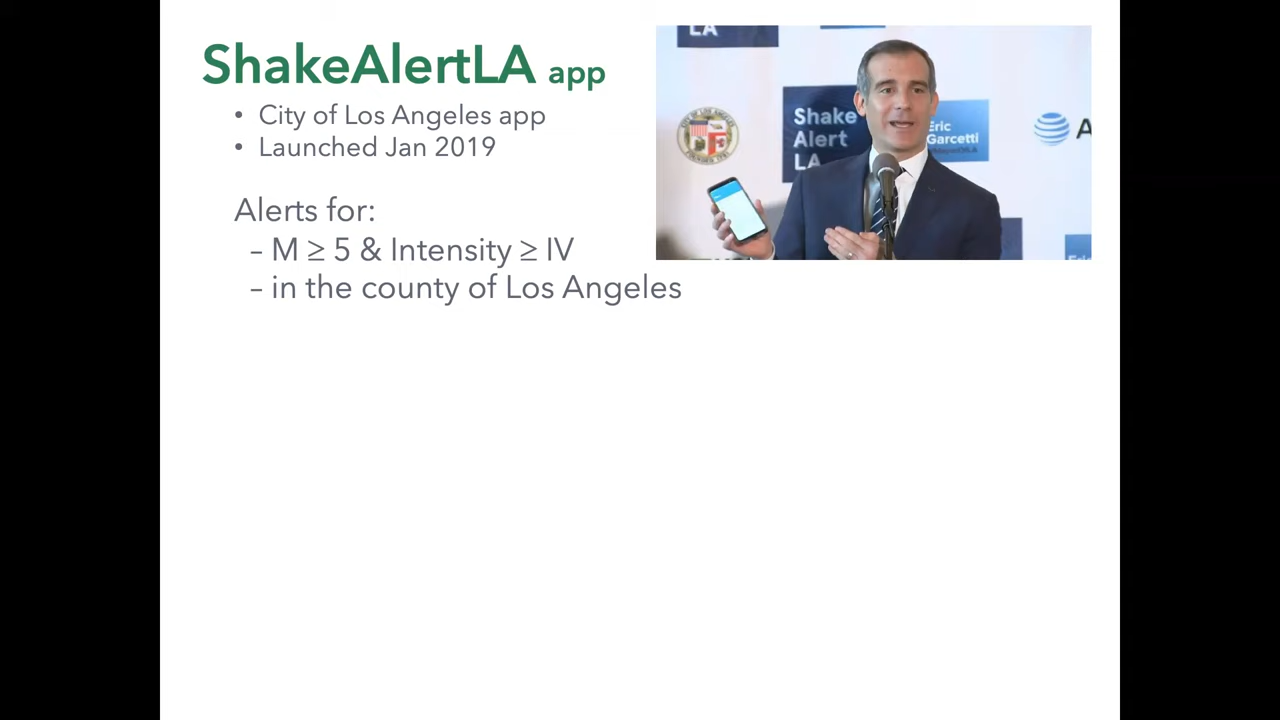 ShakeAlertLA app
• City of Los Angeles app
• Launched Jan 2019
Alerts for:
– M ≥ 5 & Intensity ≥ IV
– in the county of Los Angeles
LA
Shake
Alert
LA
Eric
Garcetti
A